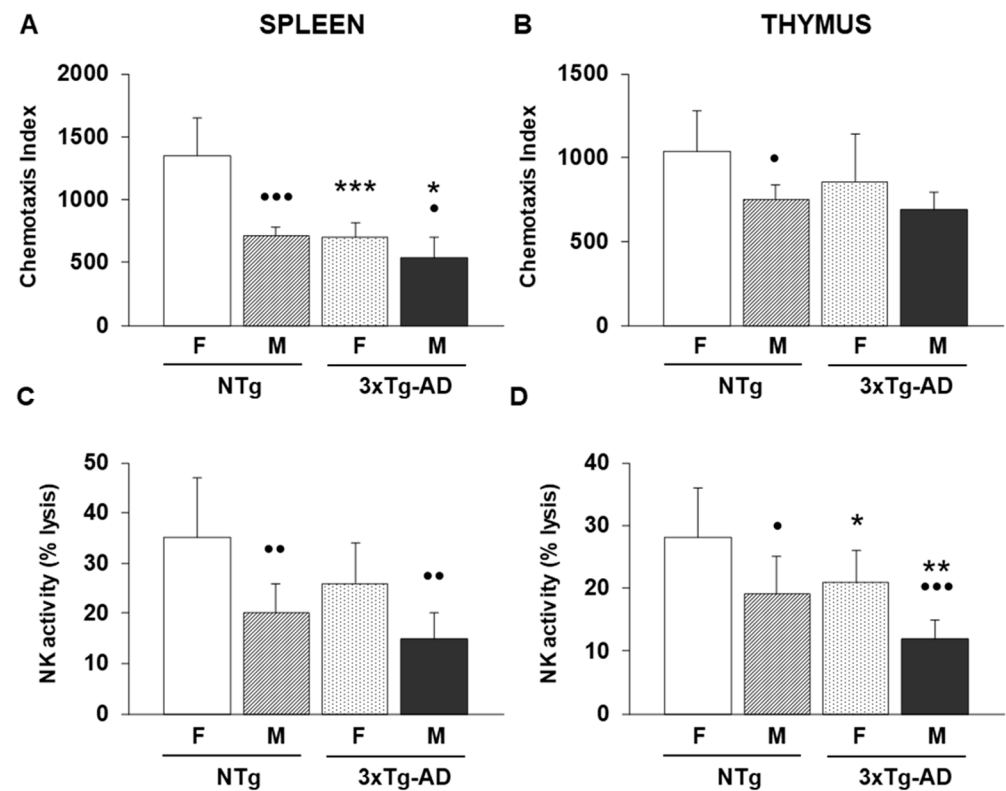 A SPLEEN
Chemotaxis Index
2000
1500
1000
500
0
•••
***
*
•
F M F M
NTg 3xTg-AD
B THYMUS
Chemotaxis Index
1500
1000
500
0
•
F M F M
NTg 3xTg-AD
C
NK activity (% lysis)
50
40
30
20
10
0
••
••
F M F M
NTg 3xTg-AD
D
NK activity (% lysis)
40
30
20
10
0
•
*
**
•••
F M F M
NTg 3xTg-AD